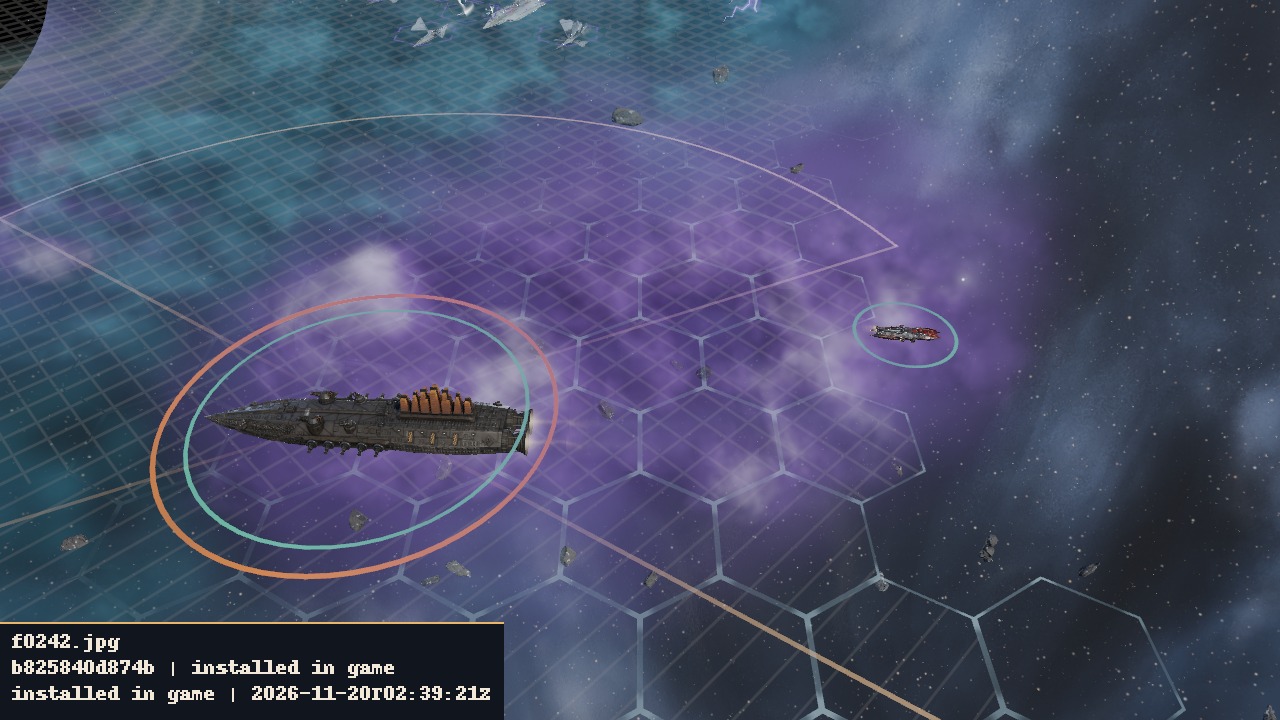 f0242.jpg
b825840d874b | installed in game
installed in game | 2026-11-20T02:39:21Z